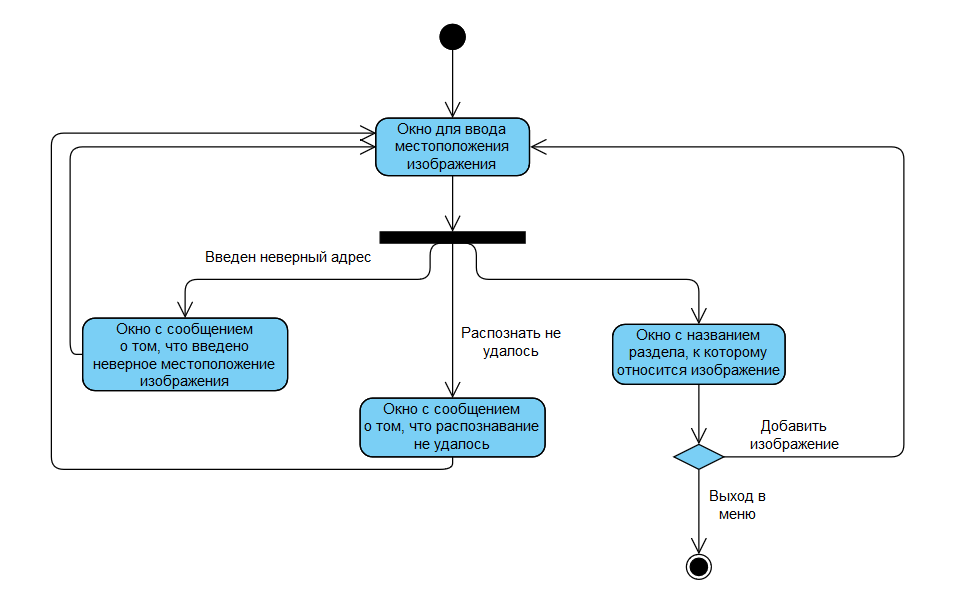 Окно для ввода
местоположения
изображения
Введен неверный адрес
Окно с сообщением
о том, что введено
неверное местоположение
изображения
Распознать не
удалось
Окно с названием
раздела, к которому
относится изображение
Окно с сообщением
о том, что распознавание
не удалось
Добавить
изображение
Выход в
меню